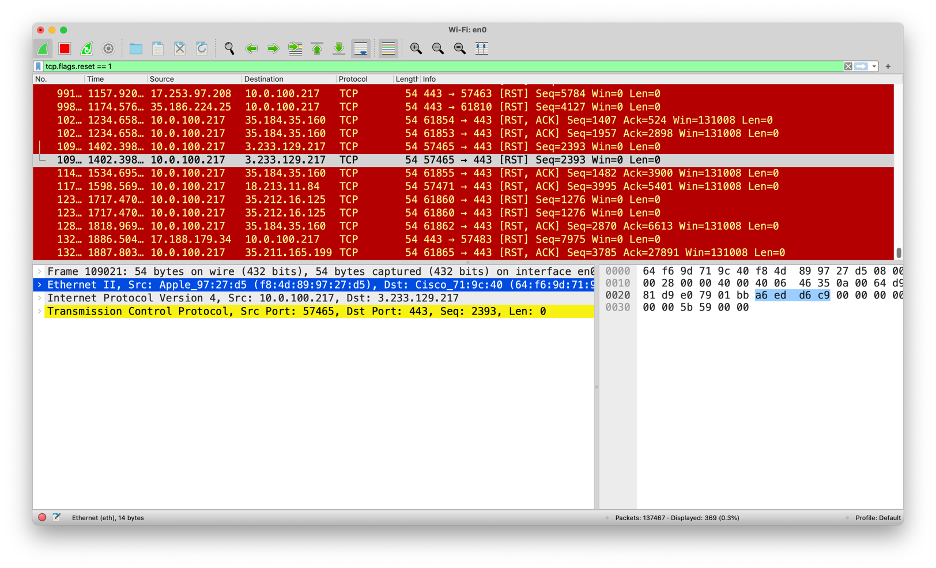 Wi-Fi: en0
tcp.flags.reset == 1
No. Time Source Destination Protocol Length Info
991… 1157.920… 17.253.97.208 10.0.100.217 TCP 54 443 → 57463 [RST] Seq=5784 Win=0 Len=0
998… 1174.576… 35.186.224.25 10.0.100.217 TCP 54 443 → 61810 [RST] Seq=4127 Win=0 Len=0
102… 1234.658… 10.0.100.217 35.184.35.160 TCP 54 61854 → 443 [RST, ACK] Seq=1407 Ack=524 Win=131008 Len=0
102… 1234.658… 10.0.100.217 35.184.35.160 TCP 54 61853 → 443 [RST, ACK] Seq=1957 Ack=2898 Win=131008 Len=0
109… 1402.398… 10.0.100.217 3.233.129.217 TCP 54 57465 → 443 [RST] Seq=2393 Win=0 Len=0
109… 1402.398… 10.0.100.217 3.233.129.217 TCP 54 57465 → 443 [RST] Seq=2393 Win=0 Len=0
114… 1534.695… 10.0.100.217 35.184.35.160 TCP 54 61855 → 443 [RST, ACK] Seq=1482 Ack=3900 Win=131008 Len=0
117… 1598.569… 10.0.100.217 18.213.11.84 TCP 54 57471 → 443 [RST, ACK] Seq=3995 Ack=5401 Win=131008 Len=0
123… 1717.470… 10.0.100.217 35.212.16.125 TCP 54 61860 → 443 [RST] Seq=1276 Win=0 Len=0
123… 1717.470… 10.0.100.217 35.212.16.125 TCP 54 61860 → 443 [RST] Seq=1276 Win=0 Len=0
128… 1818.969… 10.0.100.217 35.184.35.160 TCP 54 61862 → 443 [RST, ACK] Seq=2870 Ack=6613 Win=131008 Len=0
132… 1886.504… 17.188.179.34 10.0.100.217 TCP 54 443 → 57483 [RST] Seq=7975 Win=0 Len=0
132… 1887.803… 10.0.100.217 35.211.165.199 TCP 54 61865 → 443 [RST, ACK] Seq=3785 Ack=27891 Win=131008 Len=0
Frame 109021: 54 bytes on wire (432 bits), 54 bytes captured (432 bits) on interface en0
Ethernet II, Src: Apple_97:27:d5 (f8:4d:89:97:27:d5), Dst: Cisco_71:9c:40 (64:f6:9d:71:9
Internet Protocol Version 4, Src: 10.0.100.217, Dst: 3.233.129.217
Transmission Control Protocol, Src Port: 57465, Dst Port: 443, Seq: 2393, Len: 0
0000 64 f6 9d 71 9c 40 f8 4d 89 97 27 d5 08 00
0010 00 28 00 00 40 00 40 06 46 35 0a 00 64 d9
0020 81 d9 e0 79 01 bb a6 ed d6 c9 00 00 00 00
0030 00 00 5b 59 00 00
Ethernet (eth), 14 bytes
Packets: 137467 · Displayed: 369 (0.3%)
Profile: Default